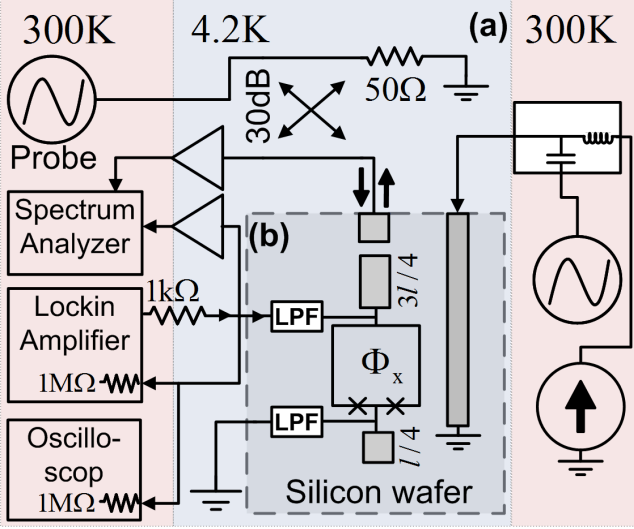 300K
4.2K
(a)
300K
30dB
50Ω
Probe
Spectrum
Analyzer
(b)
3l/4
1kΩ
Lockin
Amplifier
LPF
Φx
1MΩ
LPF
l/4
Oscillo-
scop
1MΩ
Silicon wafer